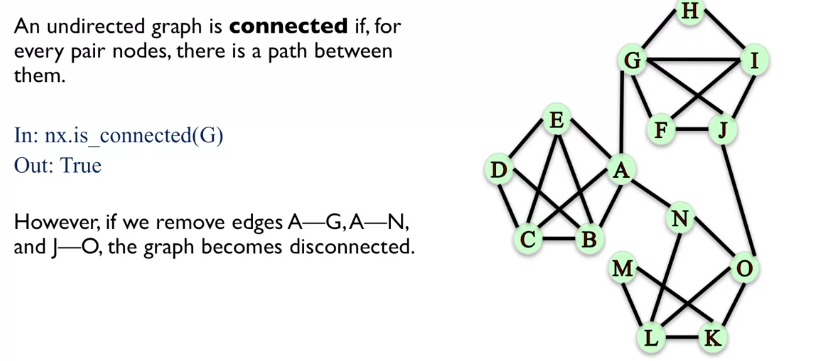 An undirected graph is connected if, for
every pair nodes, there is a path between
them.
In: nx.is_connected(G)
Out: True
However, if we remove edges A—G, A—N,
and J—O, the graph becomes disconnected.
H
G I
F J
E
D A
C B
N
M O
L K